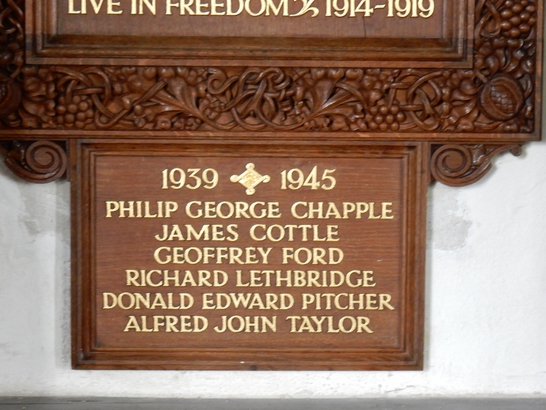 LIVE IN FREEDOM 1914-1919
1939 1945
PHILIP GEORGE CHAPPLE
JAMES COTTLE
GEOFFREY FORD
RICHARD LETHBRIDGE
DONALD EDWARD PITCHER
ALFRED JOHN TAYLOR